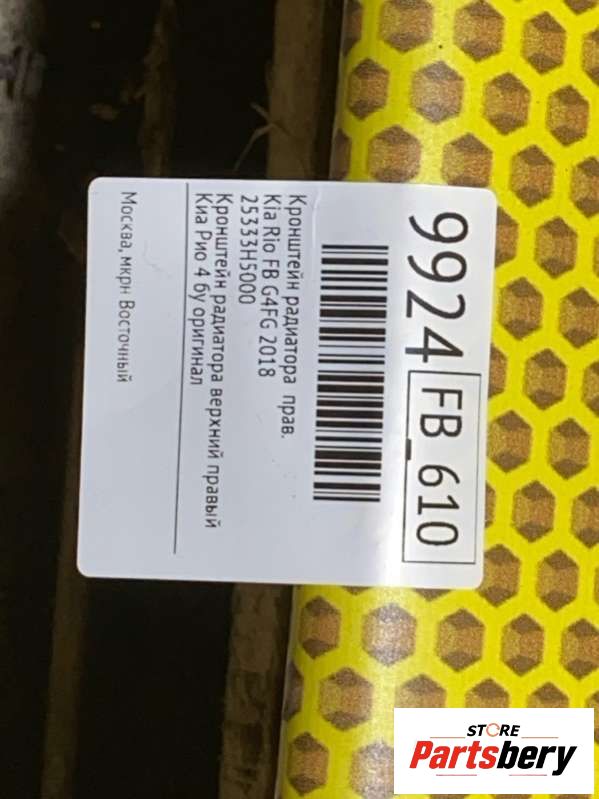 9924 FB_610
Кронштейн радиатора прав.
Kia Rio FB G4FG 2018
25333H5000
Кронштейн радиатора верхний правый
Киа Рио 4 бу оригинал
Москва, мкрн Восточный
STORE
Partsbery